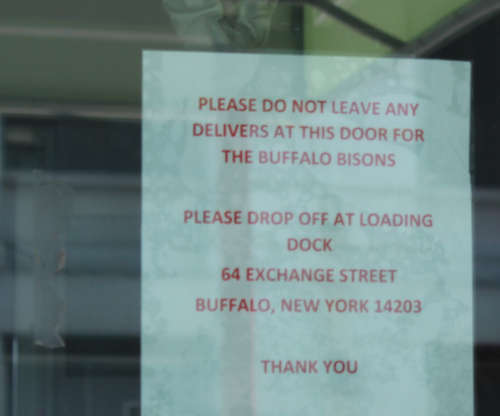 PLEASE DO NOT LEAVE ANY
DELIVERS AT THIS DOOR FOR
THE BUFFALO BISONS
PLEASE DROP OFF AT LOADING
DOCK
64 EXCHANGE STREET
BUFFALO, NEW YORK 14203
THANK YOU